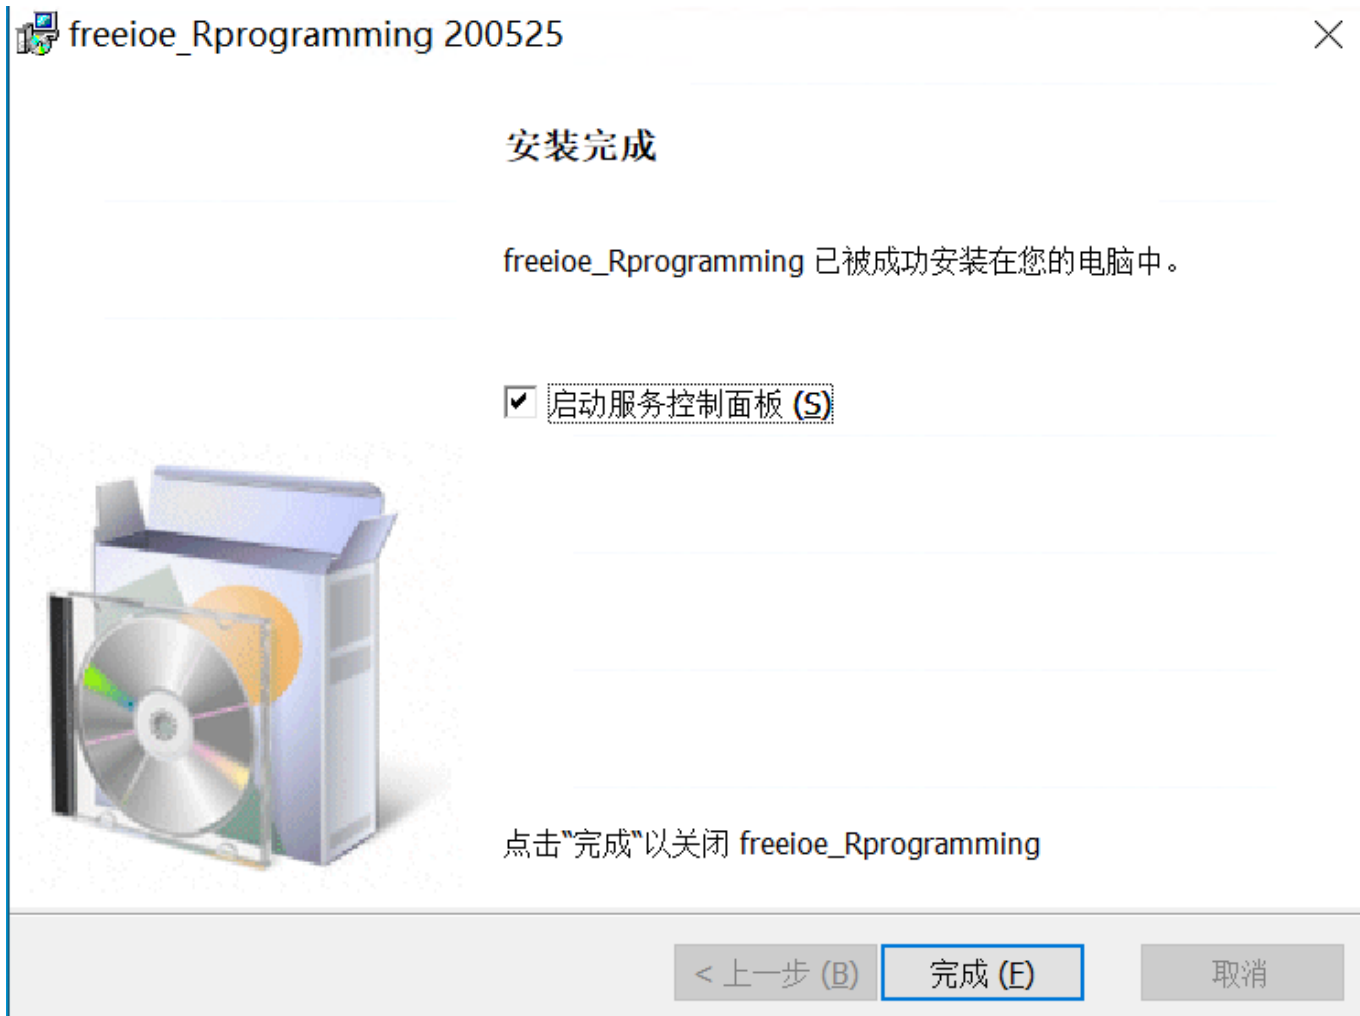 freeioe_Rprogramming 200525
安装完成
freeioe_Rprogramming 已被成功安装在您的电脑中。
启动服务控制面板 (S)
点击“完成“以关闭 freeioe_Rprogramming
< 上一步 (B)
完成 (F)
取消